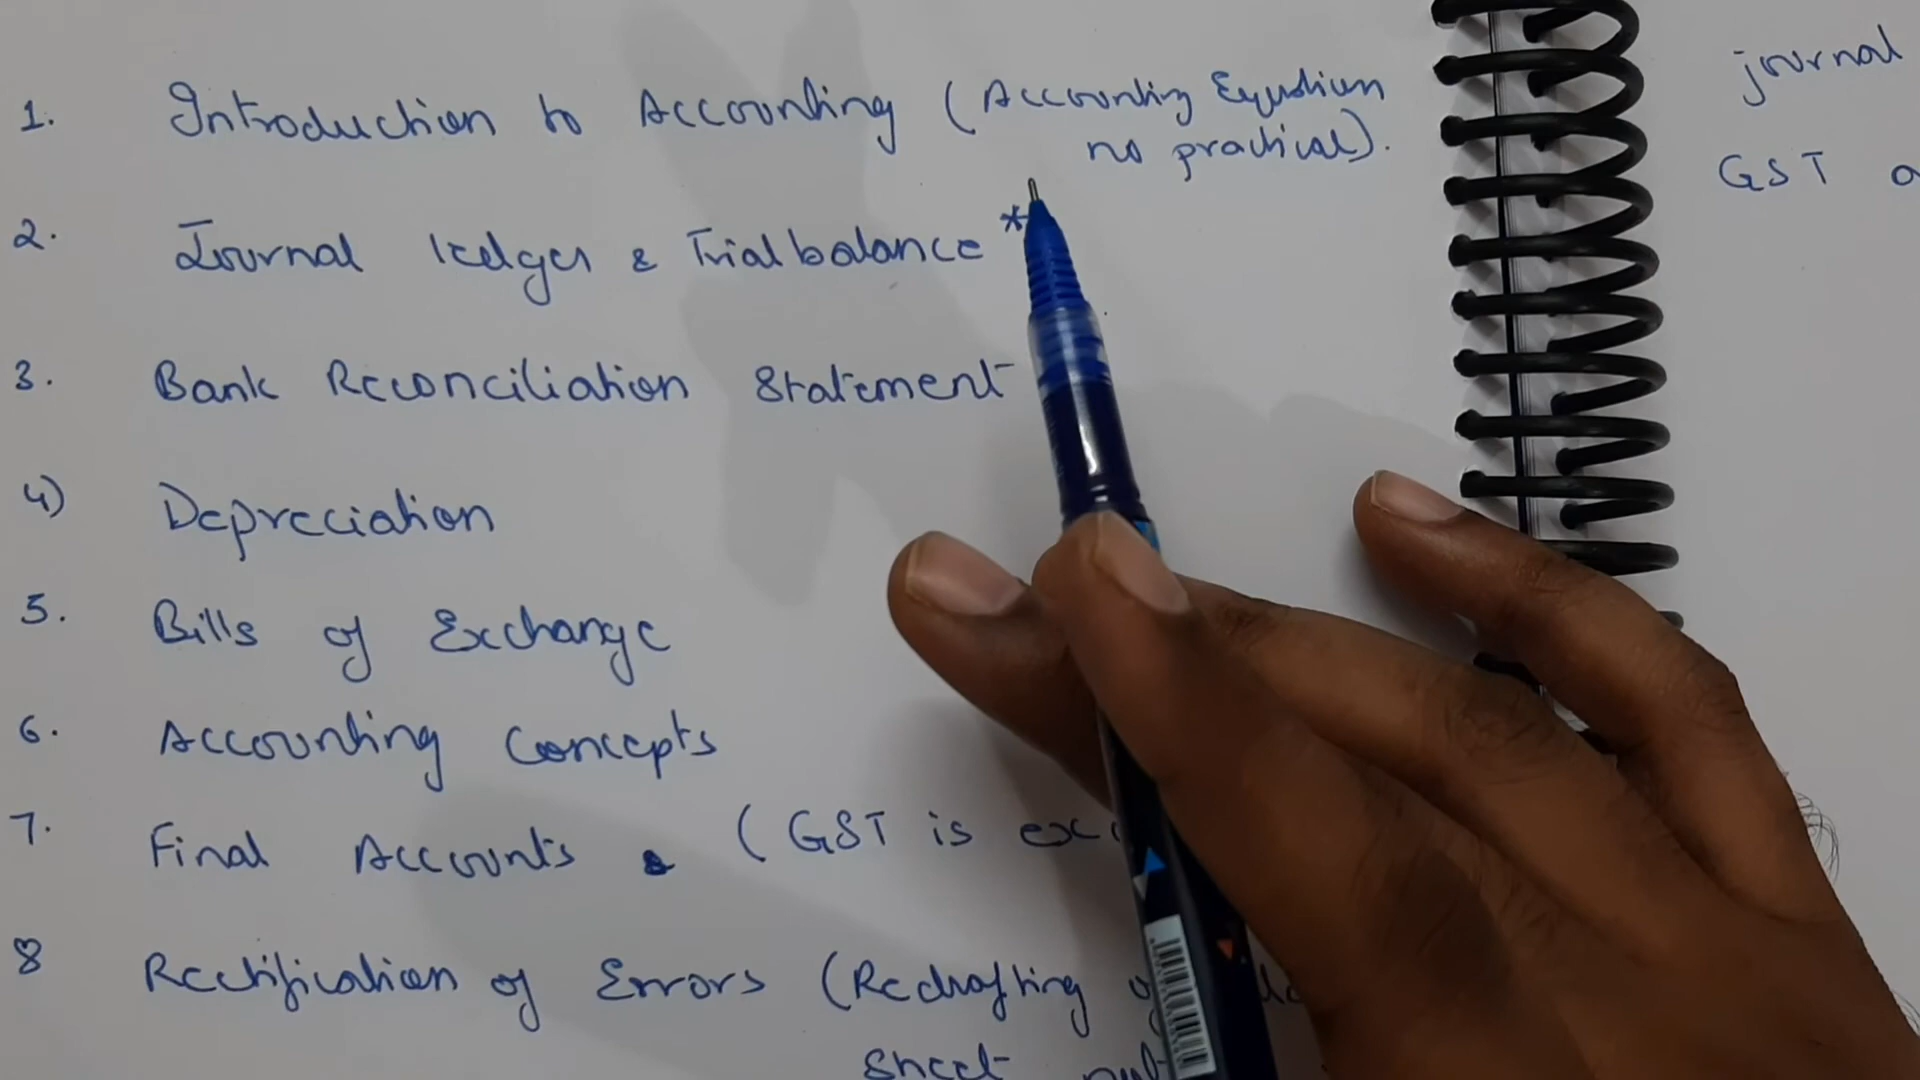 1. Introduction to Accounting (Accounting Equation
no practical).
2. Journal ledger & Trial balance *
3. Bank Reconciliation Statement
4) Depreciation
5. Bills of Exchange
6. Accounting Concepts
7. Final Accounts (GST is
8 Rectification of Errors (Redrafting
Sheet
journal
GST